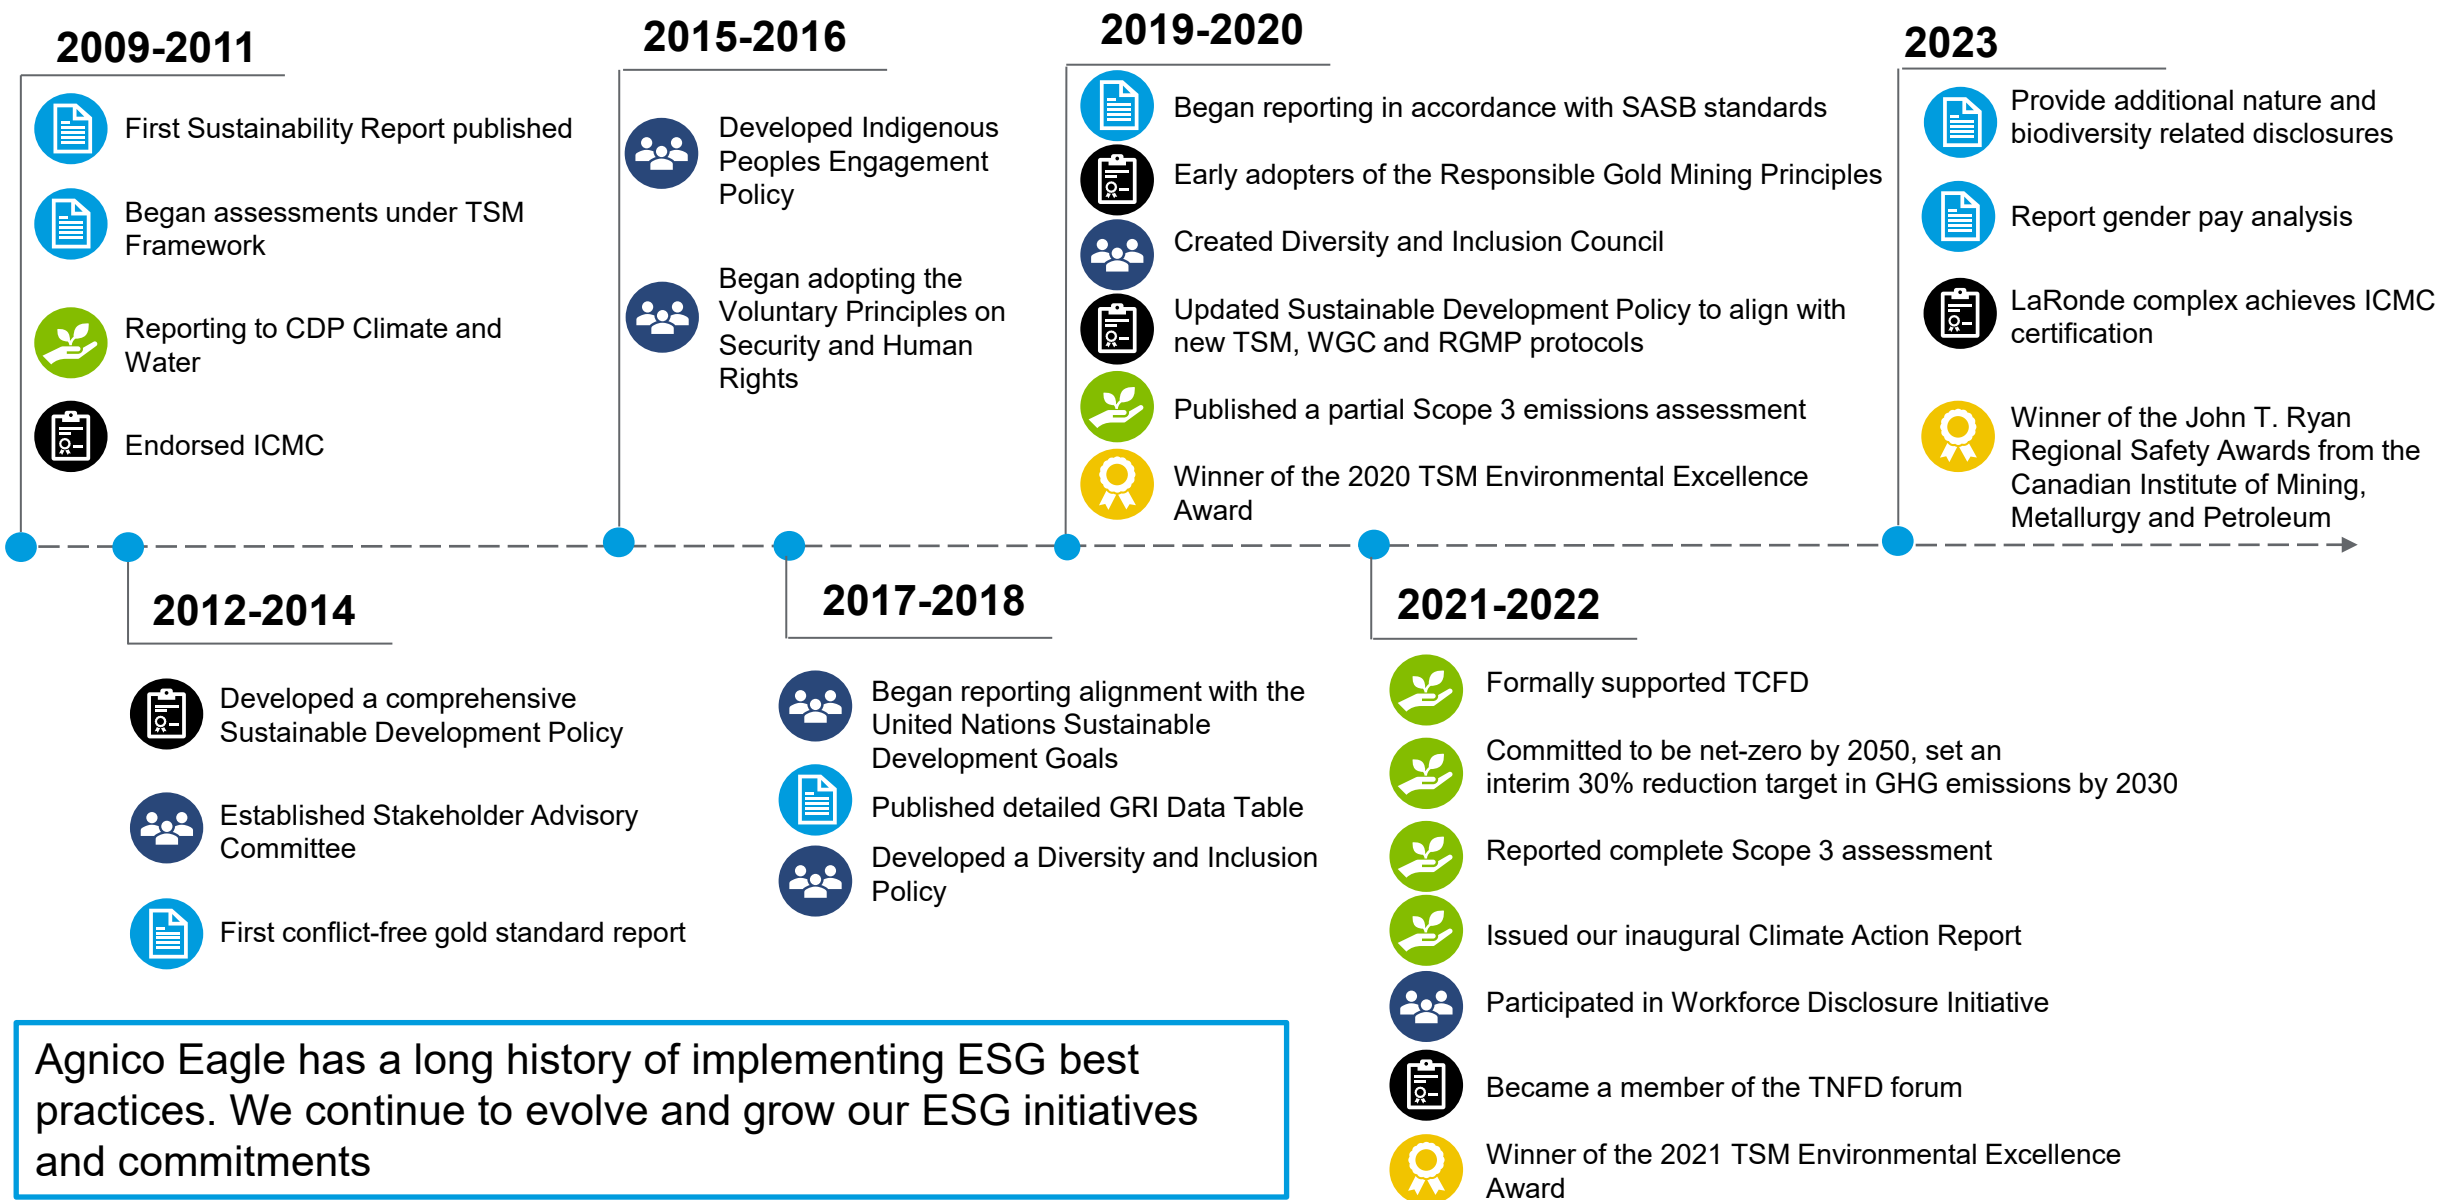 2009-2011
First Sustainability Report published
Began assessments under TSM
Framework
Reporting to CDP Climate and
Water
Endorsed ICMC
2012-2014
Developed a comprehensive
Sustainable Development Policy
Established Stakeholder Advisory
Committee
First conflict-free gold standard report
2015-2016
Developed Indigenous
Peoples Engagement
Policy
Began adopting the
Voluntary Principles on
Security and Human
Rights
2017-2018
Began reporting alignment with the
United Nations Sustainable
Development Goals
Published detailed GRI Data Table
Developed a Diversity and Inclusion
Policy
2019-2020
Began reporting in accordance with SASB standards
Early adopters of the Responsible Gold Mining Principles
Created Diversity and Inclusion Council
Updated Sustainable Development Policy to align with
new TSM, WGC and RGMP protocols
Published a partial Scope 3 emissions assessment
Winner of the 2020 TSM Environmental Excellence
Award
2021-2022
Formally supported TCFD
Committed to be net-zero by 2050, set an
interim 30% reduction target in GHG emissions by 2030
Reported complete Scope 3 assessment
Issued our inaugural Climate Action Report
Participated in Workforce Disclosure Initiative
Became a member of the TNFD forum
Winner of the 2021 TSM Environmental Excellence
Award
2023
Provide additional nature and
biodiversity related disclosures
Report gender pay analysis
LaRonde complex achieves ICMC
certification
Winner of the John T. Ryan
Regional Safety Awards from the
Canadian Institute of Mining,
Metallurgy and Petroleum
Agnico Eagle has a long history of implementing ESG best
practices. We continue to evolve and grow our ESG initiatives
and commitments